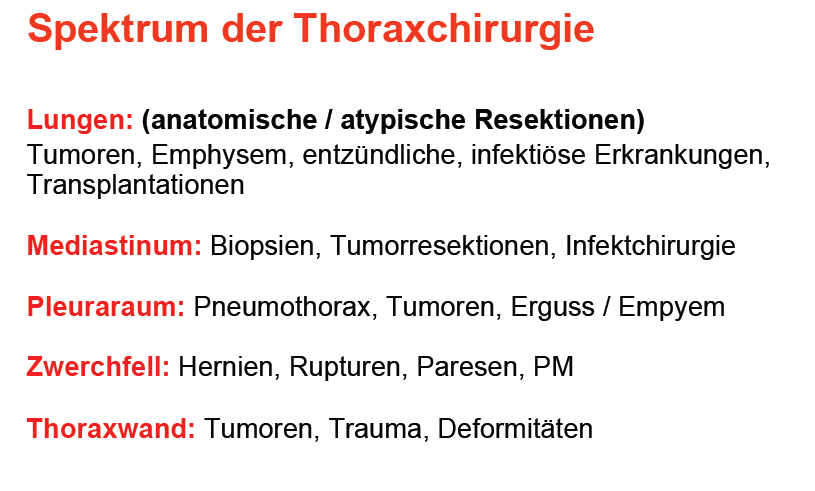 Spektrum der Thoraxchirurgie
Lungen: (anatomische / atypische Resektionen)
Tumoren, Emphysem, entzündliche, infektiöse Erkrankungen,
Transplantationen
Mediastinum: Biopsien, Tumorresektionen, Infektchirurgie
Pleuraraum: Pneumothorax, Tumoren, Erguss / Empyem
Zwerchfell: Hernien, Rupturen, Paresen, PM
Thoraxwand: Tumoren, Trauma, Deformitäten